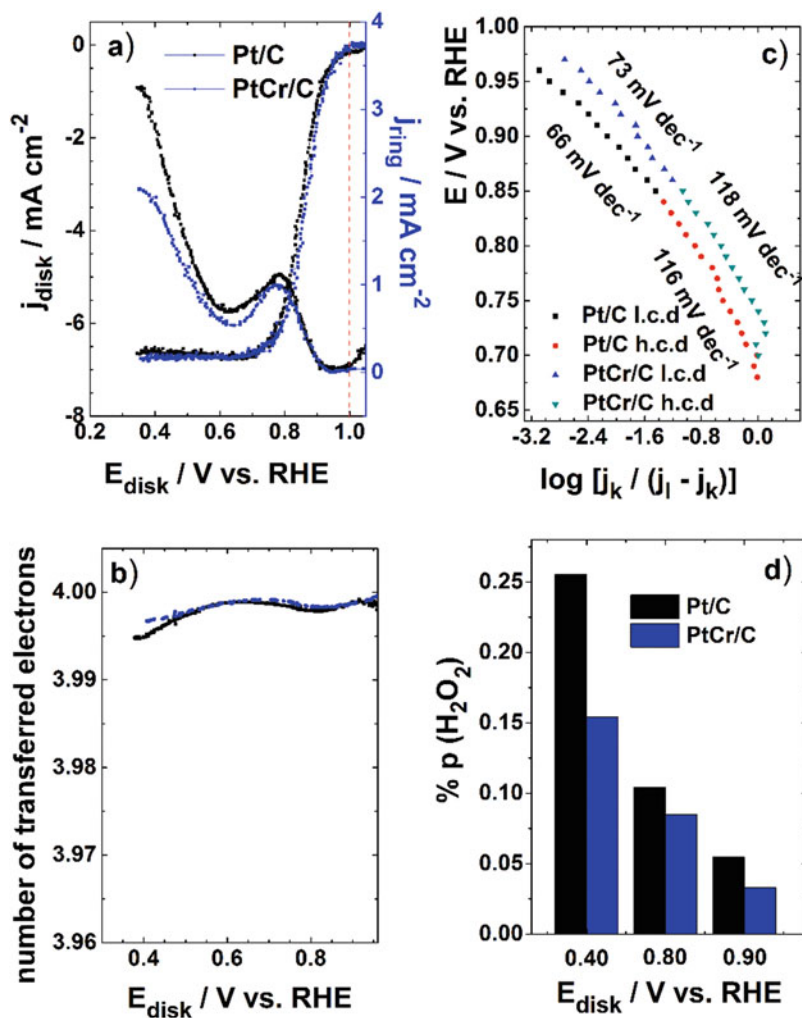 a)
Pt/C
PtCr/C
j_disk / mA cm⁻²
0
-2
-4
-6
-8
j_ring / mA cm⁻²
4
3
2
1
0
0.2 0.4 0.6 0.8 1.0
E_disk / V vs. RHE
c)
E / V vs. RHE
1.00
0.95
0.90
0.85
0.80
0.75
0.70
0.65
73 mV dec⁻¹
66 mV dec⁻¹
118 mV dec⁻¹
116 mV dec⁻¹
Pt/C l.c.d
Pt/C h.c.d
PtCr/C l.c.d
PtCr/C h.c.d
-3.2 -2.4 -1.6 -0.8 0.0
log [j_k / (j_l - j_k)]
b)
number of transferred electrons
4.00
3.99
3.98
3.97
3.96
0.4 0.6 0.8
E_disk / V vs. RHE
d)
Pt/C
PtCr/C
% p (H₂O₂)
0.25
0.20
0.15
0.10
0.05
0.00
0.40 0.80 0.90
E_disk / V vs. RHE